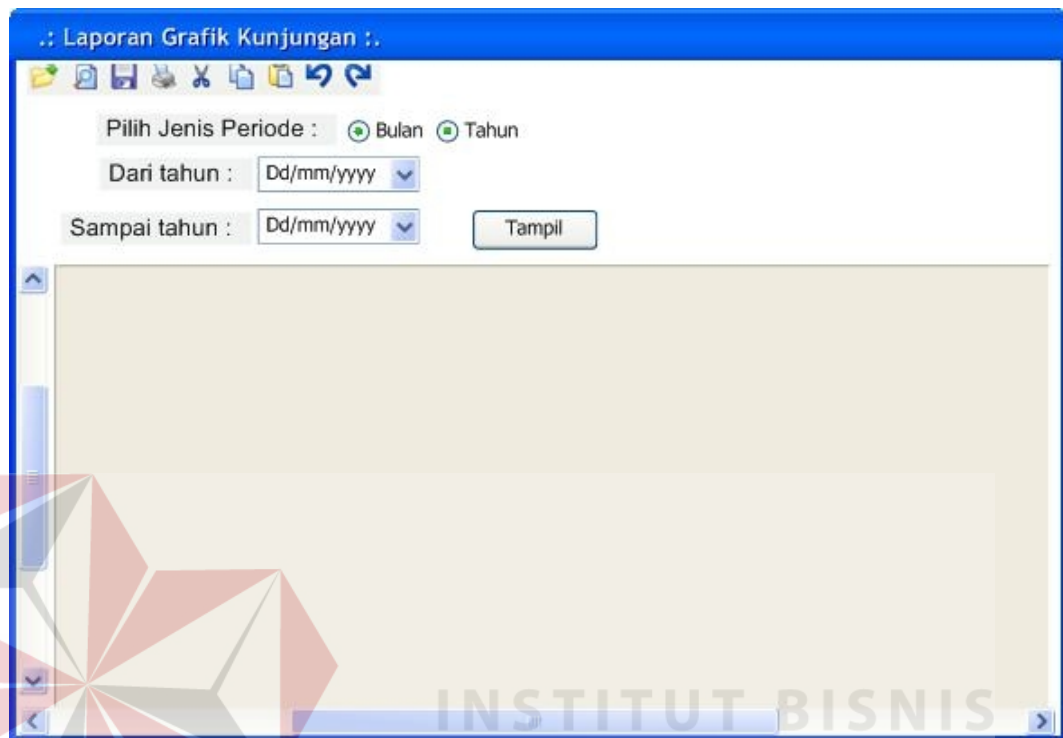 .: Laporan Grafik Kunjungan :.
Pilih Jenis Periode : Bulan Tahun
Dari tahun : Dd/mm/yyyy
Sampai tahun : Dd/mm/yyyy Tampil
INSTITUT BISNIS